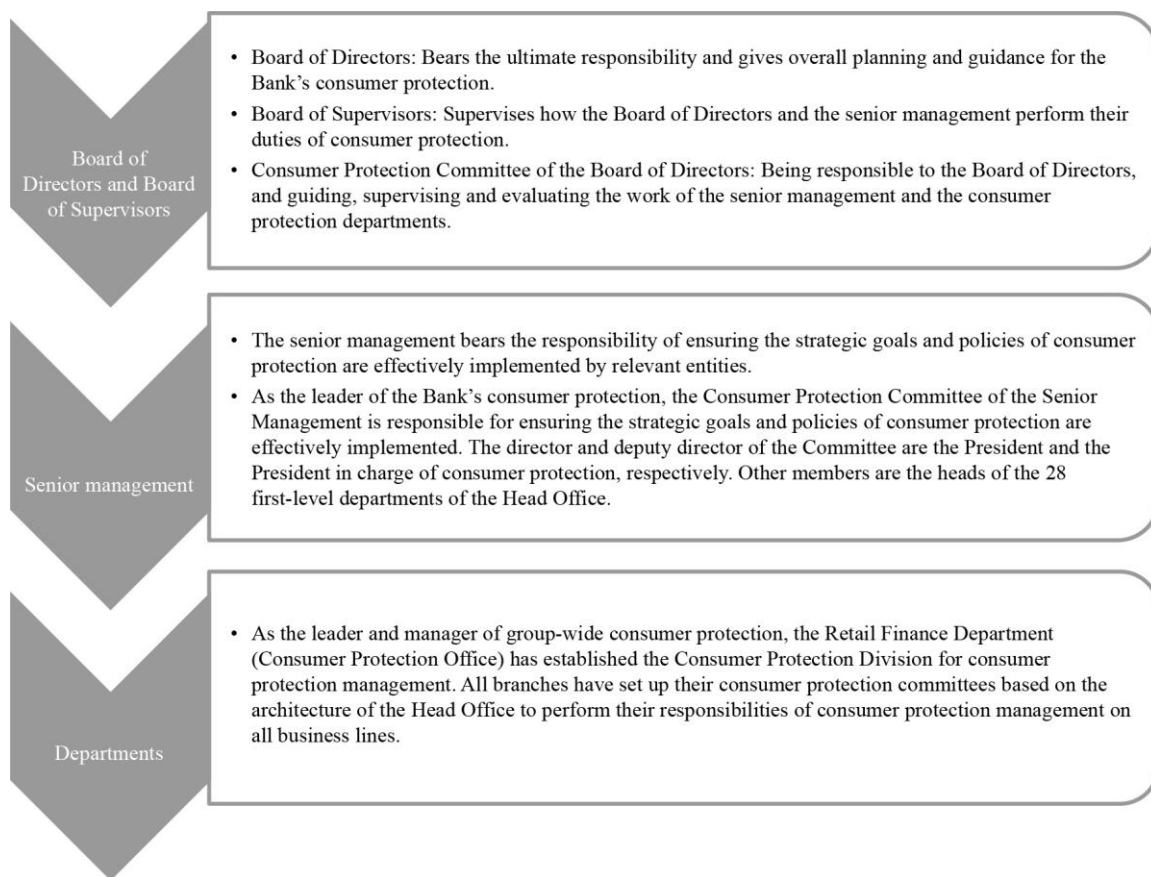 Board of
Directors and Board
of Supervisors
• Board of Directors: Bears the ultimate responsibility and gives overall planning and guidance for the
Bank’s consumer protection.
• Board of Supervisors: Supervises how the Board of Directors and the senior management perform their
duties of consumer protection.
• Consumer Protection Committee of the Board of Directors: Being responsible to the Board of Directors,
and guiding, supervising and evaluating the work of the senior management and the consumer
protection departments.
Senior management
• The senior management bears the responsibility of ensuring the strategic goals and policies of consumer
protection are effectively implemented by relevant entities.
• As the leader of the Bank’s consumer protection, the Consumer Protection Committee of the Senior
Management is responsible for ensuring the strategic goals and policies of consumer protection are
effectively implemented. The director and deputy director of the Committee are the President and the
President in charge of consumer protection, respectively. Other members are the heads of the 28
first-level departments of the Head Office.
Departments
• As the leader and manager of group-wide consumer protection, the Retail Finance Department
(Consumer Protection Office) has established the Consumer Protection Division for consumer
protection management. All branches have set up their consumer protection committees based on the
architecture of the Head Office to perform their responsibilities of consumer protection management on
all business lines.